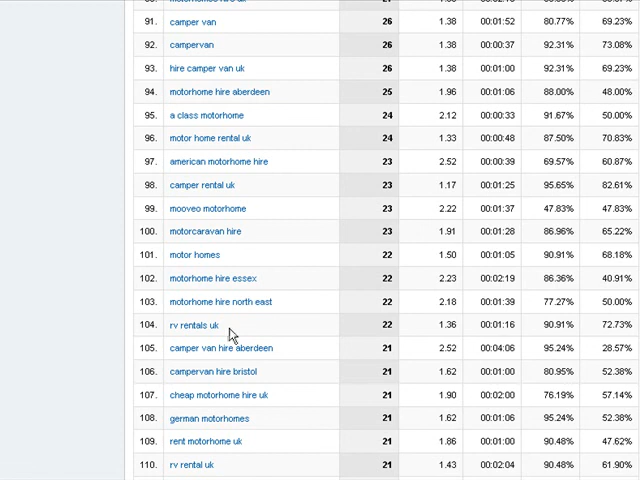 91. camper van 26 1.38 00:01:52 80.77% 69.23%
92. campervan 26 1.38 00:00:37 92.31% 73.08%
93. hire camper van uk 26 1.38 00:01:00 92.31% 69.23%
94. motorhome hire aberdeen 25 1.96 00:01:06 88.00% 48.00%
95. a class motorhome 24 2.12 00:00:33 91.67% 50.00%
96. motor home rental uk 24 1.33 00:00:48 87.50% 70.83%
97. american motorhome hire 23 2.52 00:00:39 69.57% 60.87%
98. camper rental uk 23 1.17 00:01:25 95.65% 82.61%
99. mooveo motorhome 23 2.22 00:01:37 47.83% 47.83%
100. motorcaravan hire 23 1.91 00:01:28 86.96% 65.22%
101. motor homes 22 1.50 00:01:05 90.91% 68.18%
102. motorhome hire essex 22 2.23 00:02:19 86.36% 40.91%
103. motorhome hire north east 22 2.18 00:01:39 77.27% 50.00%
104. rv rentals uk 22 1.36 00:01:16 90.91% 72.73%
105. camper van hire aberdeen 21 2.52 00:04:06 95.24% 28.57%
106. campervan hire bristol 21 1.62 00:01:00 80.95% 52.38%
107. cheap motorhome hire uk 21 1.90 00:02:00 76.19% 57.14%
108. german motorhomes 21 1.62 00:01:06 95.24% 52.38%
109. rent motorhome uk 21 1.86 00:01:00 90.48% 47.62%
110. rv rental uk 21 1.43 00:02:04 90.48% 61.90%